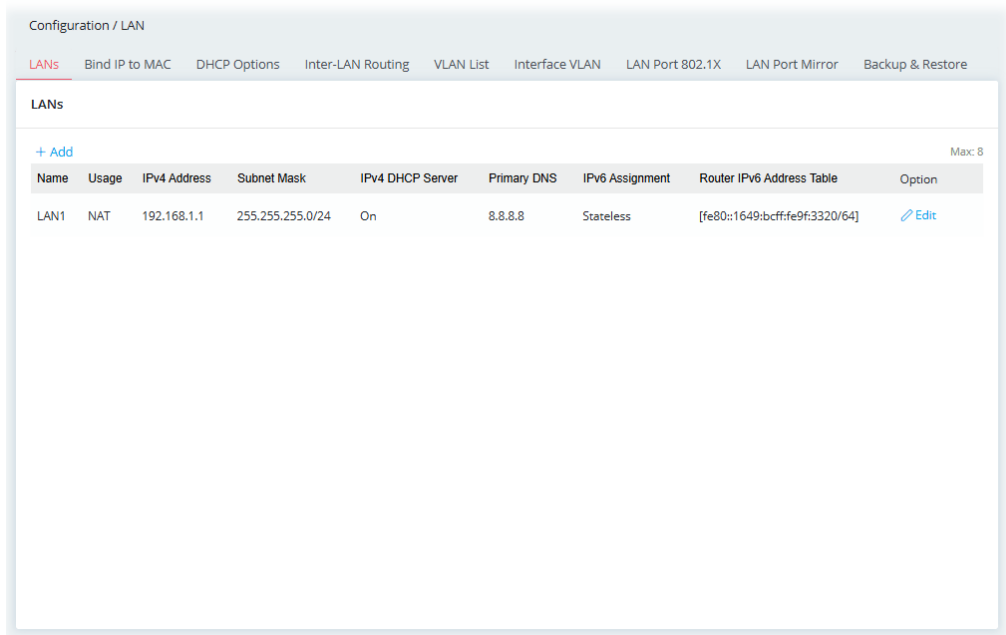 Configuration / LAN
LANs Bind IP to MAC DHCP Options Inter-LAN Routing VLAN List Interface VLAN LAN Port 802.1X LAN Port Mirror Backup & Restore
LANs
+ Add Max: 8
Name Usage IPv4 Address Subnet Mask IPv4 DHCP Server Primary DNS IPv6 Assignment Router IPv6 Address Table Option
LAN1 NAT 192.168.1.1 255.255.255.0/24 On 8.8.8.8 Stateless [fe80::1649:bcff:fe9f:3320/64] Edit